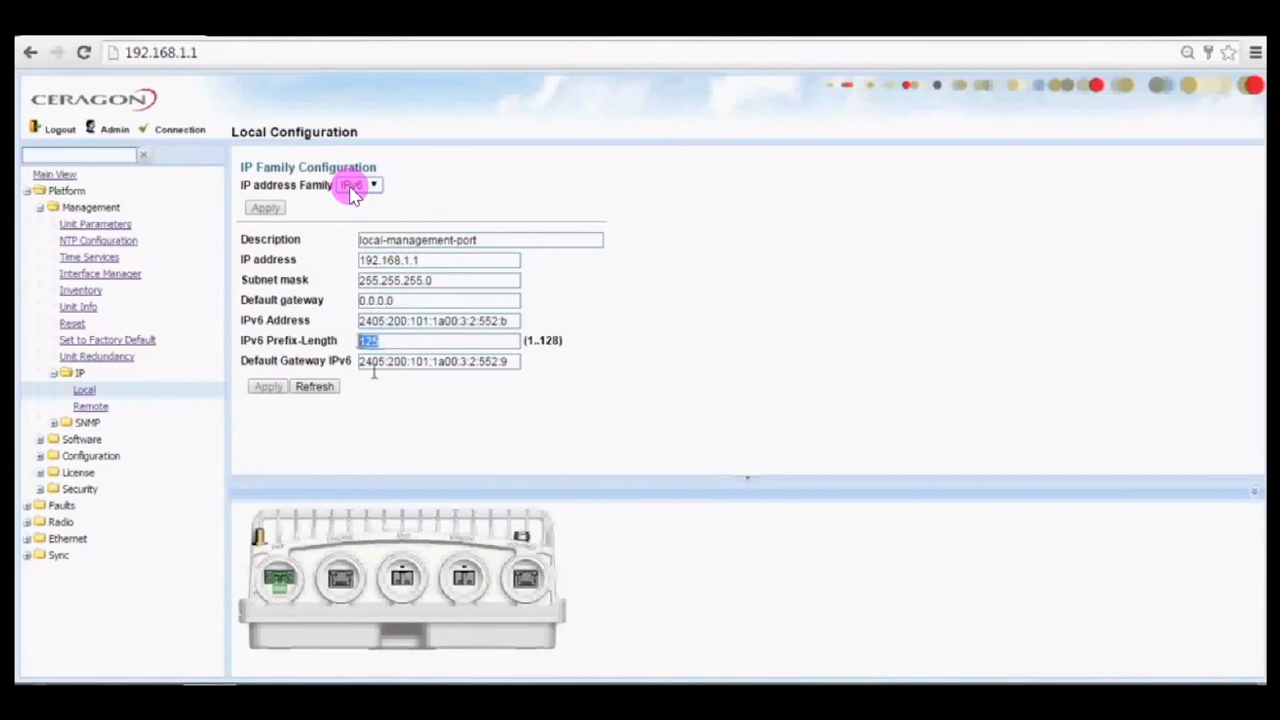 192.168.1.1
CERAGON
Logout Admin Connection
Local Configuration
Main View
Platform
Management
Unit Parameters
NTP Configuration
Time Services
Interface Manager
Inventory
Unit Info
Reset
Set to Factory Default
Unit Redundancy
IP
Local
Remote
SNMP
Software
Configuration
License
Security
Faults
Radio
Ethernet
Sync
IP Family Configuration
IP address Family IPv6
Apply
Description local-management-port
IP address 192.168.1.1
Subnet mask 255.255.255.0
Default gateway 0.0.0.0
IPv6 Address 2405:200:101:1a00:3:2:552:b
IPv6 Prefix-Length 125 (1..128)
Default Gateway IPv6 2405:200:101:1a00:3:2:552:9
Apply Refresh